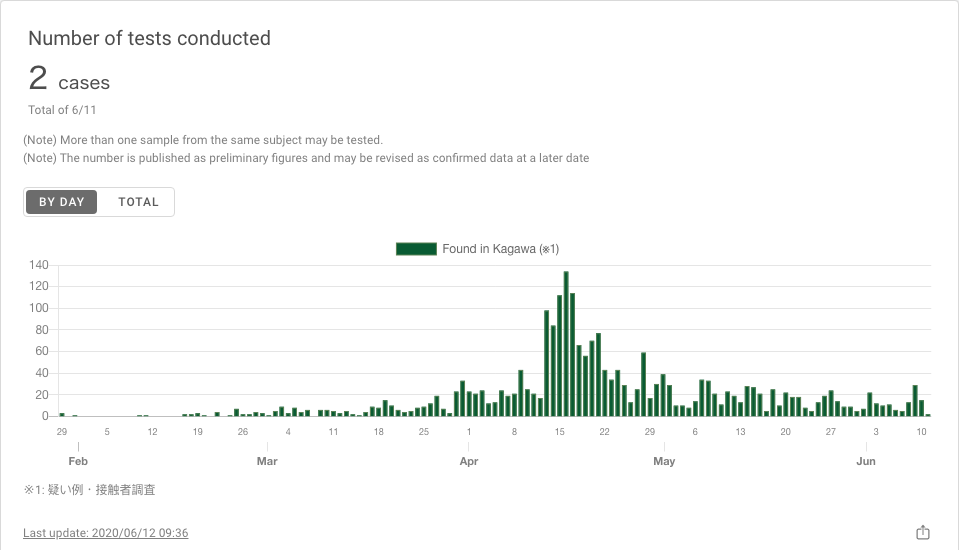 Number of tests conducted
2 cases
Total of 6/11
(Note) More than one sample from the same subject may be tested.
(Note) The number is published as preliminary figures and may be revised as confirmed data at a later date
BY DAY TOTAL
Found in Kagawa (※1)
140
120
100
80
60
40
20
0
29 5 12 19 26 4 11 18 25 1 8 15 22 29 6 13 20 27 3 10
Feb Mar Apr May Jun
※1: 疑い例・接触者調査
Last update: 2020/06/12 09:36